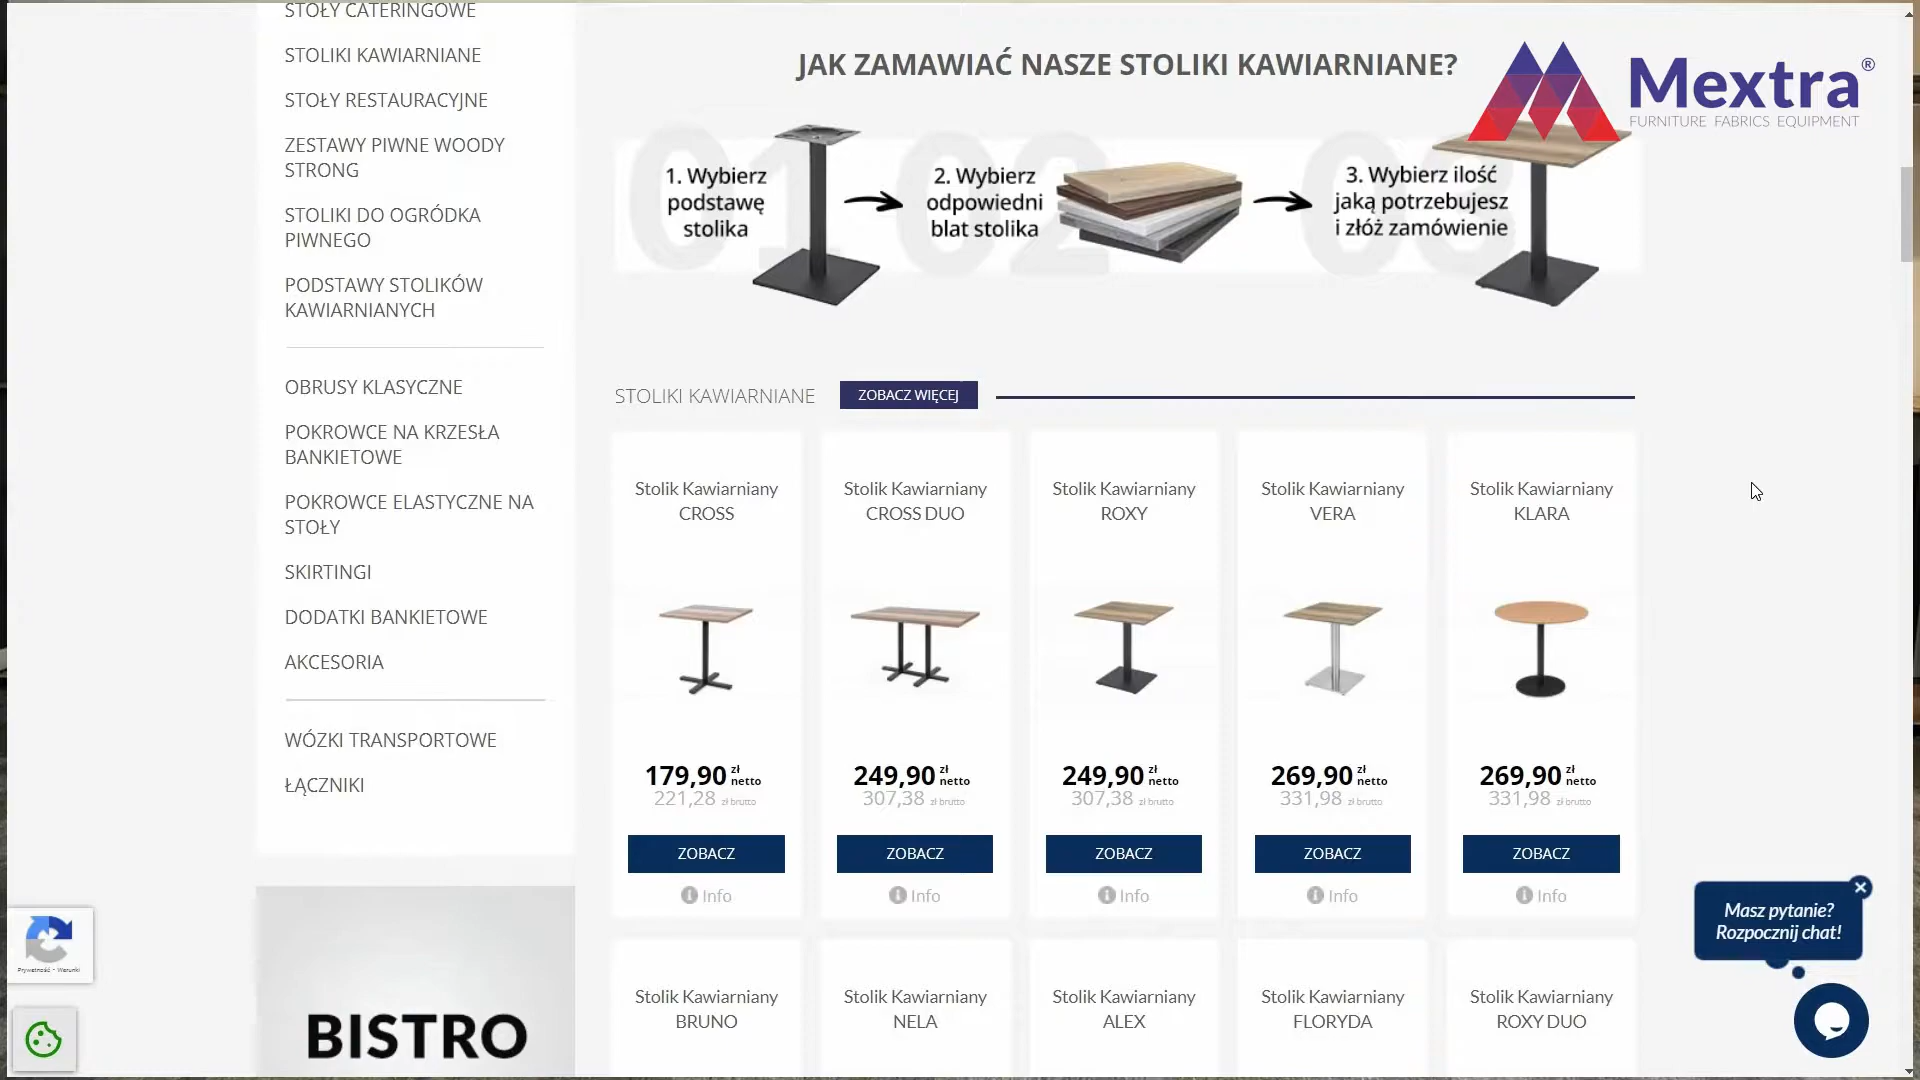 STOŁY CATERINGOWE
STOLIKI KAWIARNIANE
STOŁY RESTAURACYJNE
ZESTAWY PIWNE WOODY
STRONG
STOLIKI DO OGRÓDKA
PIWNEGO
PODSTAWY STOLIKÓW
KAWIARNIANYCH
OBRUSY KLASYCZNE
POKROWCE NA KRZESŁA
BANKIETOWE
POKROWCE ELASTYCZNE NA
STOŁY
SKIRTINGI
DODATKI BANKIETOWE
AKCESORIA
WÓZKI TRANSPORTOWE
ŁĄCZNIKI
BISTRO
Prywatność - Warunki
JAK ZAMAWIAĆ NASZE STOLIKI KAWIARNIANE?
Mextra®
FURNITURE FABRICS EQUIPMENT
01
1. Wybierz
podstawę
stolika
02
2. Wybierz
odpowiedni
blat stolika
03
3. Wybierz ilość
jaką potrzebujesz
i złóż zamówienie
STOLIKI KAWIARNIANE ZOBACZ WIĘCEJ
Stolik Kawiarniany
CROSS
179,90 zł netto
221,28 zł brutto
ZOBACZ
Info
Stolik Kawiarniany
CROSS DUO
249,90 zł netto
307,38 zł brutto
ZOBACZ
Info
Stolik Kawiarniany
ROXY
249,90 zł netto
307,38 zł brutto
ZOBACZ
Info
Stolik Kawiarniany
VERA
269,90 zł netto
331,98 zł brutto
ZOBACZ
Info
Stolik Kawiarniany
KLARA
269,90 zł netto
331,98 zł brutto
ZOBACZ
Info
Stolik Kawiarniany
BRUNO
Stolik Kawiarniany
NELA
Stolik Kawiarniany
ALEX
Stolik Kawiarniany
FLORYDA
Stolik Kawiarniany
ROXY DUO
Masz pytanie?
Rozpocznij chat!